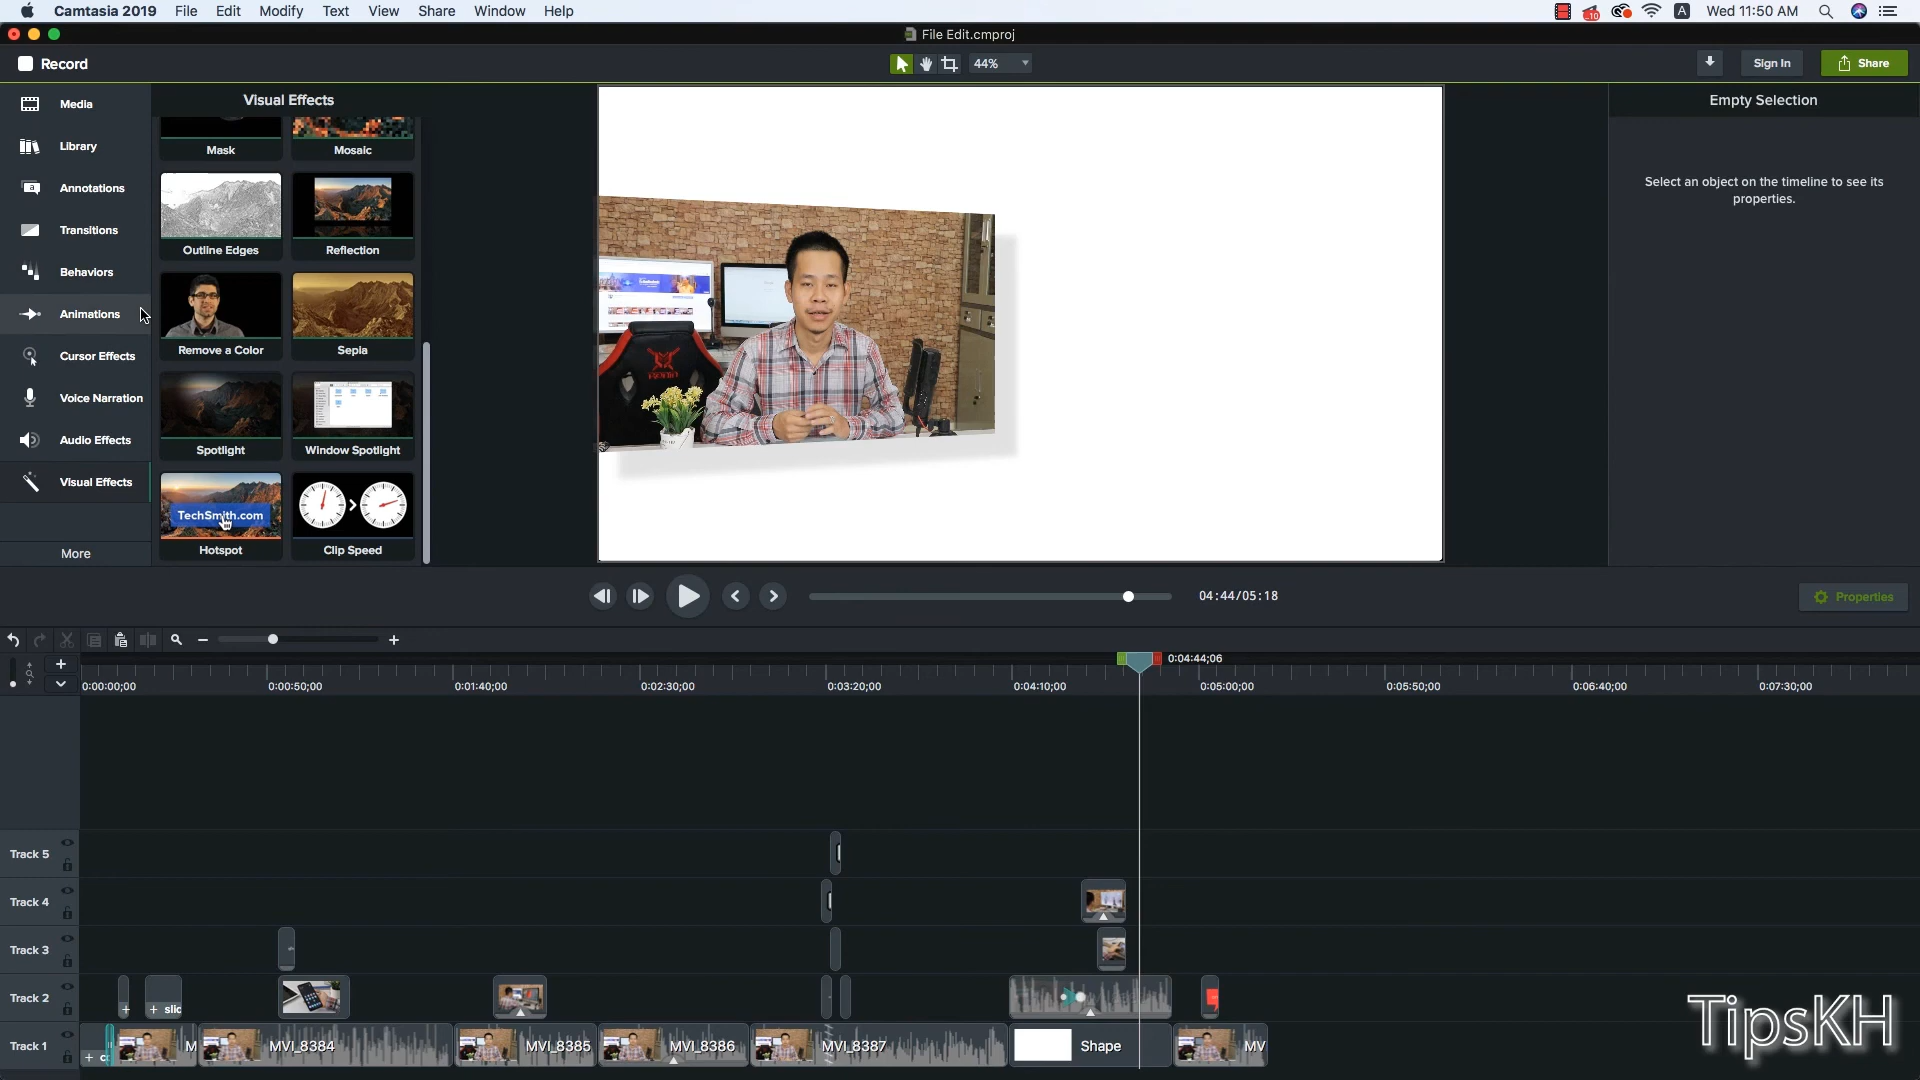 Camtasia 2019 File Edit Modify Text View Share Window Help
10 A Wed 11:50 AM
File Edit.cmproj
Record 44% Sign In Share
Media
Library
Annotations
Transitions
Behaviors
Animations
Cursor Effects
Voice Narration
Audio Effects
Visual Effects
More
Visual Effects
Mask Mosaic
Outline Edges Reflection
Remove a Color Sepia
Spotlight Window Spotlight
TechSmith.com
Hotspot Clip Speed
Empty Selection
Select an object on the timeline to see its
properties.
04:44/05:18
Properties
0:04:44;06
0:00:00;00 0:00:50;00 0:01:40;00 0:02:30;00 0:03:20;00 0:04:10;00 0:05:00;00 0:05:50;00 0:06:40;00 0:07:30;00
Track 5
Track 4
Track 3
Track 2 + + slic
Track 1 + M MVI_8384 MVI_8385 MVI_8386 MVI_8387 Shape MV
TipsKH